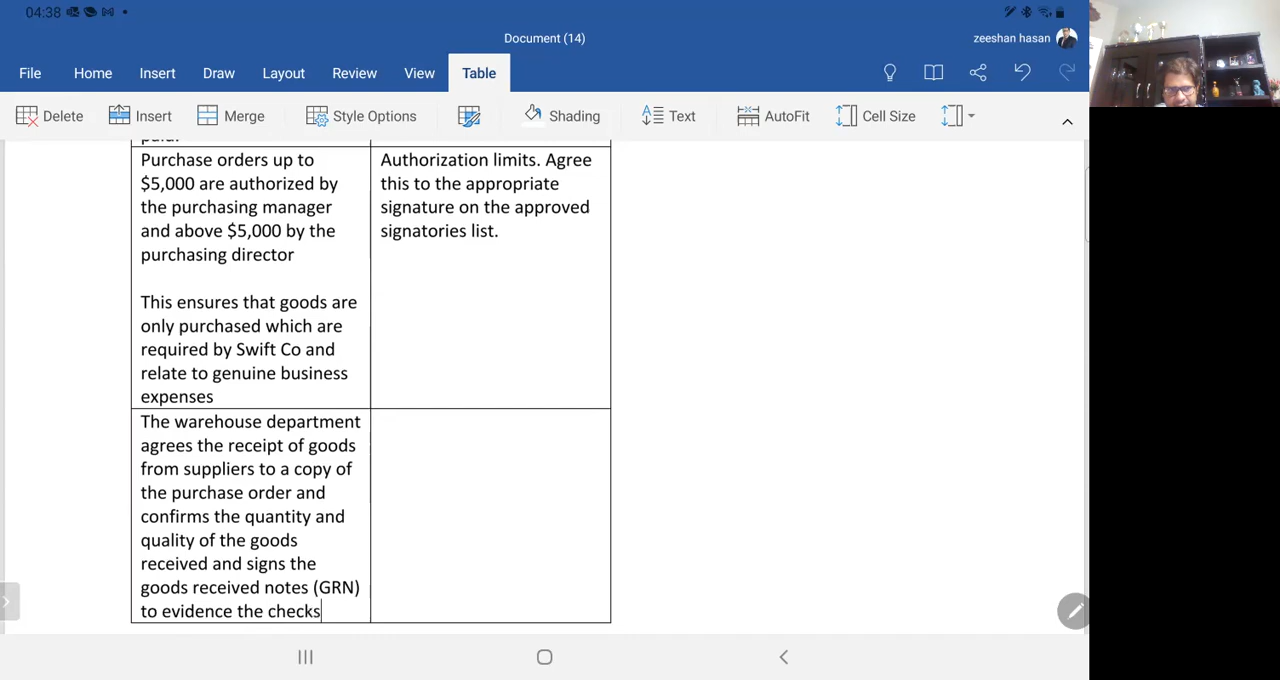 04:38
Document (14)
zeeshan hasan
File Home Insert Draw Layout Review View Table
Delete Insert Merge Style Options Shading Text AutoFit Cell Size
paid.
Purchase orders up to
$5,000 are authorized by
the purchasing manager
and above $5,000 by the
purchasing director
This ensures that goods are
only purchased which are
required by Swift Co and
relate to genuine business
expenses
Authorization limits. Agree
this to the appropriate
signature on the approved
signatories list.
The warehouse department
agrees the receipt of goods
from suppliers to a copy of
the purchase order and
confirms the quantity and
quality of the goods
received and signs the
goods received notes (GRN)
to evidence the checks